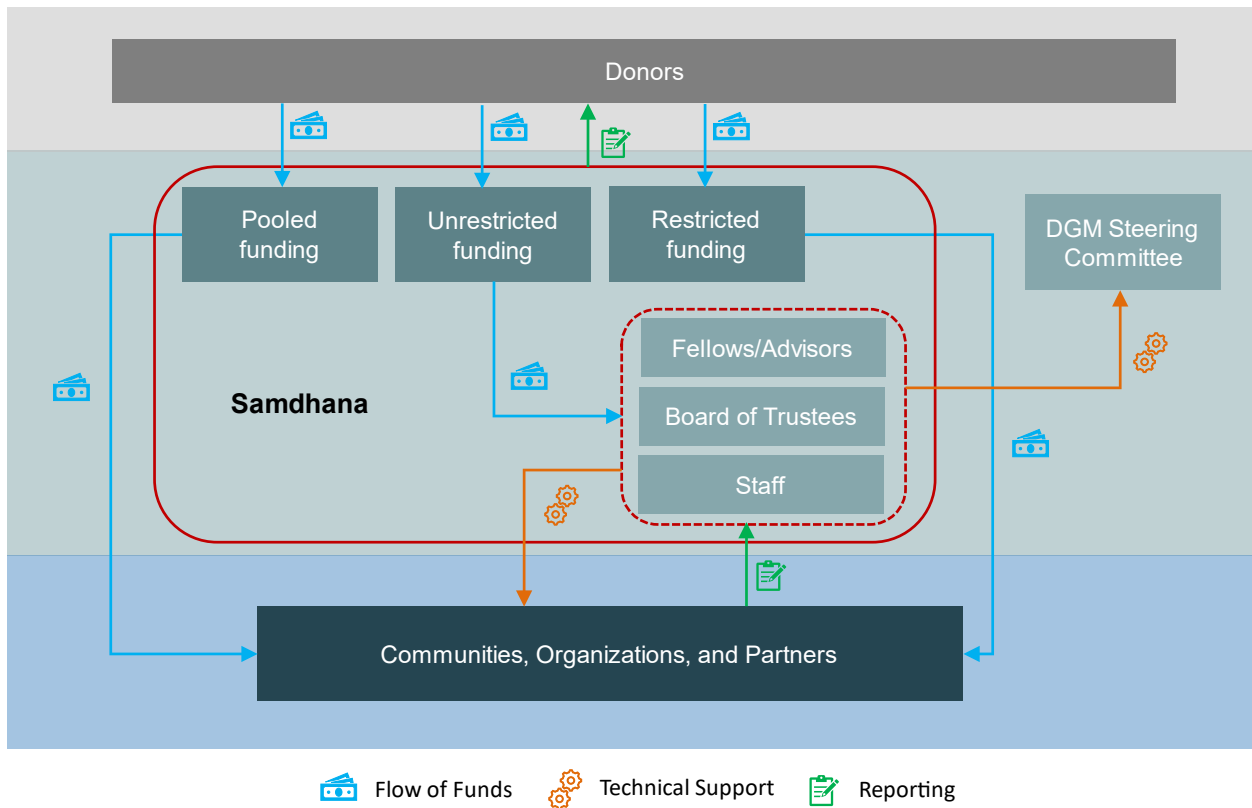 Donors
Pooled
funding
Unrestricted
funding
Restricted
funding
DGM Steering
Committee
Fellows/Advisors
Samdhana
Board of Trustees
Staff
Communities, Organizations, and Partners
Flow of Funds
Technical Support
Reporting